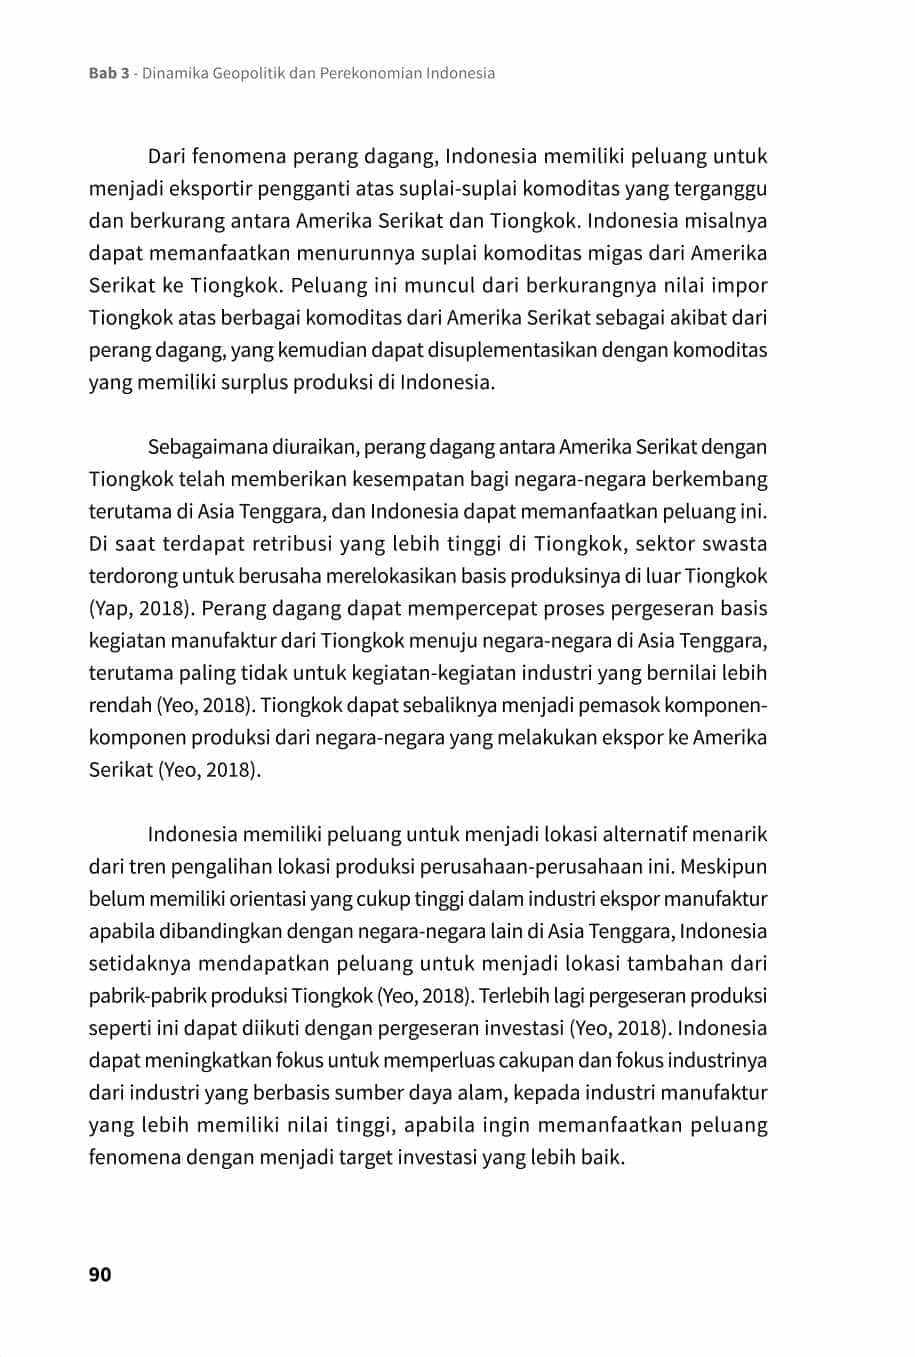 Bab 3 - Dinamika Geopolitik dan Perekonomian Indonesia
Dari fenomena perang dagang, Indonesia memiliki peluang untuk
menjadi eksportir pengganti atas suplai-suplai komoditas yang terganggu
dan berkurang antara Amerika Serikat dan Tiongkok. Indonesia misalnya
dapat memanfaatkan menurunnya suplai komoditas migas dari Amerika
Serikat ke Tiongkok. Peluang ini muncul dari berkurangnya nilai impor
Tiongkok atas berbagai komoditas dari Amerika Serikat sebagai akibat dari
perang dagang, yang kemudian dapat disuplementasikan dengan komoditas
yang memiliki surplus produksi di Indonesia.
Sebagaimana diuraikan, perang dagang antara Amerika Serikat dengan
Tiongkok telah memberikan kesempatan bagi negara-negara berkembang
terutama di Asia Tenggara, dan Indonesia dapat memanfaatkan peluang ini.
Di saat terdapat retribusi yang lebih tinggi di Tiongkok, sektor swasta
terdorong untuk berusaha merelokasikan basis produksinya di luar Tiongkok
(Yap, 2018). Perang dagang dapat mempercepat proses pergeseran basis
kegiatan manufaktur dari Tiongkok menuju negara-negara di Asia Tenggara,
terutama paling tidak untuk kegiatan-kegiatan industri yang bernilai lebih
rendah (Yeo, 2018). Tiongkok dapat sebaliknya menjadi pemasok komponen-
komponen produksi dari negara-negara yang melakukan ekspor ke Amerika
Serikat (Yeo, 2018).
Indonesia memiliki peluang untuk menjadi lokasi alternatif menarik
dari tren pengalihan lokasi produksi perusahaan-perusahaan ini. Meskipun
belum memiliki orientasi yang cukup tinggi dalam industri ekspor manufaktur
apabila dibandingkan dengan negara-negara lain di Asia Tenggara, Indonesia
setidaknya mendapatkan peluang untuk menjadi lokasi tambahan dari
pabrik-pabrik produksi Tiongkok (Yeo, 2018). Terlebih lagi pergeseran produksi
seperti ini dapat diikuti dengan pergeseran investasi (Yeo, 2018). Indonesia
dapat meningkatkan fokus untuk memperluas cakupan dan fokus industrinya
dari industri yang berbasis sumber daya alam, kepada industri manufaktur
yang lebih memiliki nilai tinggi, apabila ingin memanfaatkan peluang
fenomena dengan menjadi target investasi yang lebih baik.
90